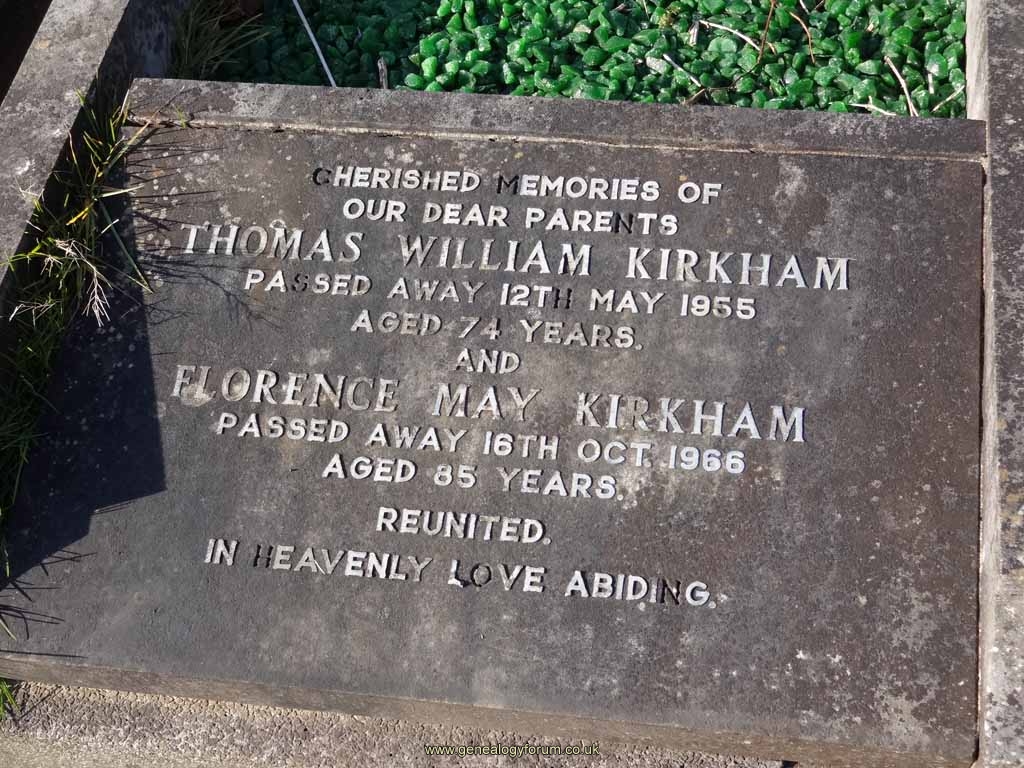 CHERISHED MEMORIES OF
OUR DEAR PARENTS
THOMAS WILLIAM KIRKHAM
PASSED AWAY 12TH MAY 1955
AGED 74 YEARS.
AND
FLORENCE MAY KIRKHAM
PASSED AWAY 16TH OCT. 1966
AGED 85 YEARS.
REUNITED.
IN HEAVENLY LOVE ABIDING.
www.genealogyforum.co.uk